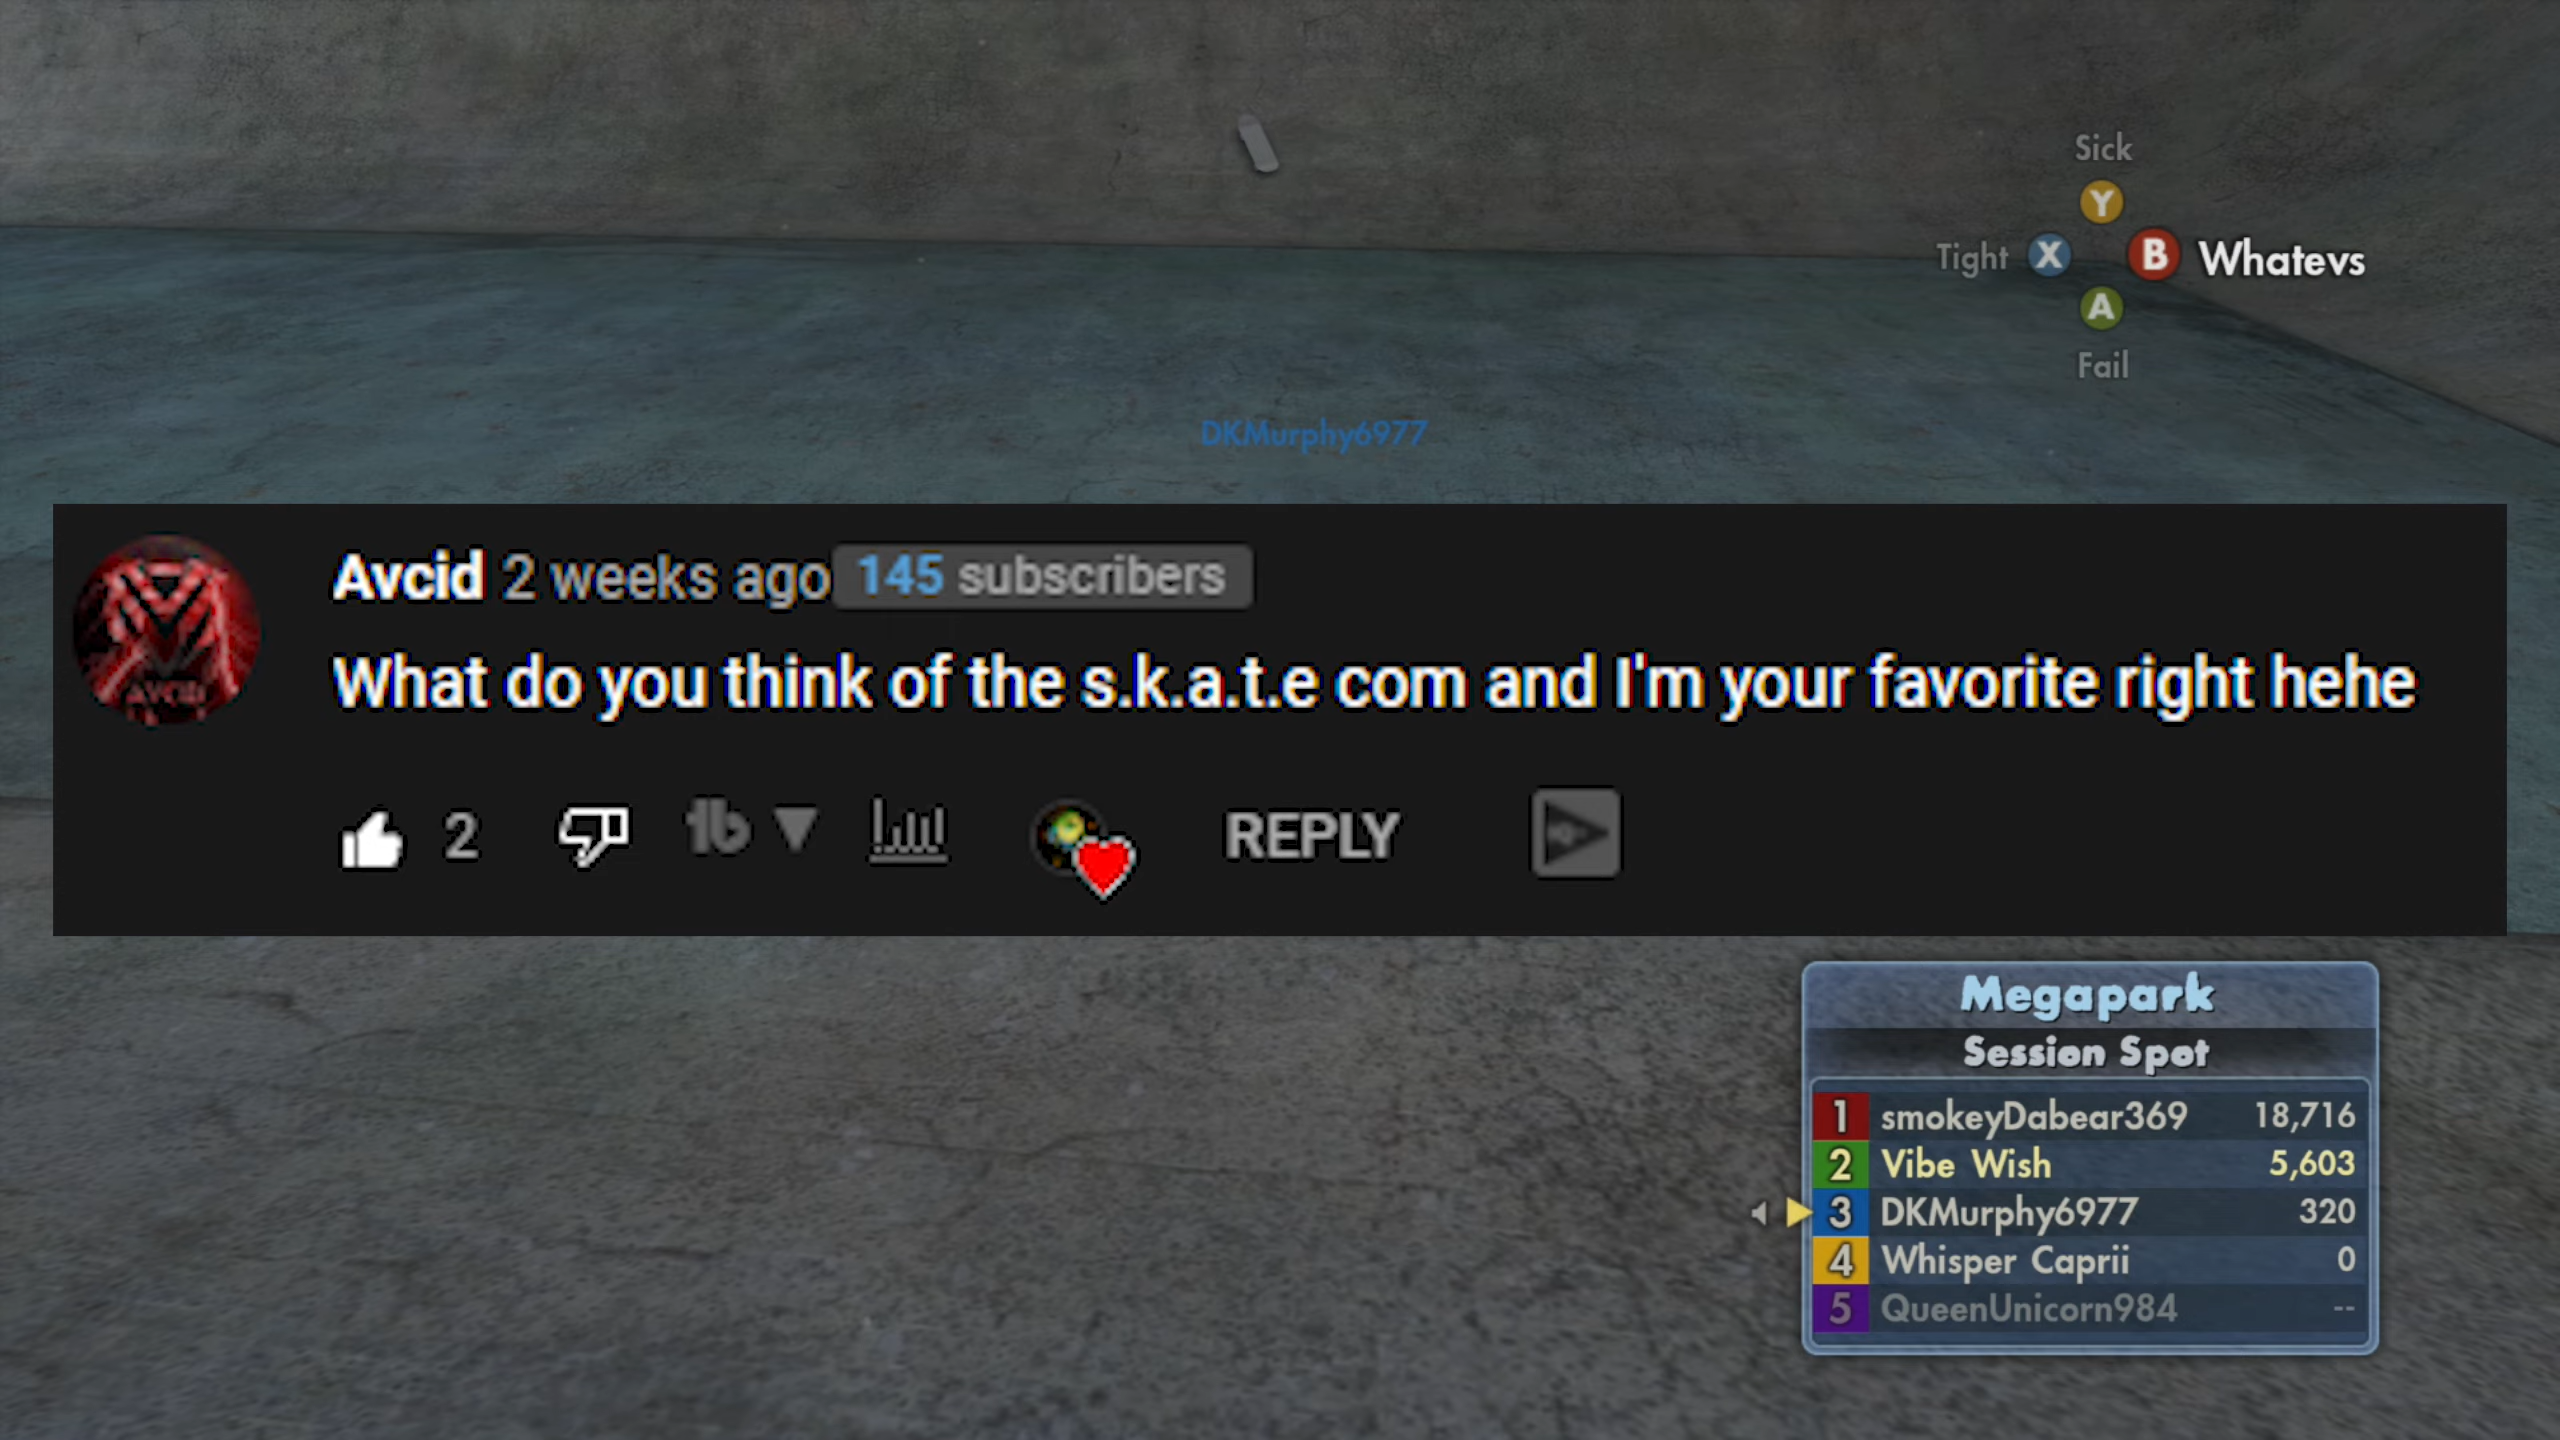 Sick
Y
Tight X B Whatevs
A
Fail
DKMurphy6977
Avcid 2 weeks ago 145 subscribers
What do you think of the s.k.a.t.e com and I'm your favorite right hehe
2 tb REPLY
Megapark
Session Spot
1 smokeyDabear369 18,716
2 Vibe Wish 5,603
3 DKMurphy6977 320
4 Whisper Caprii 0
5 QueenUnicorn984 --